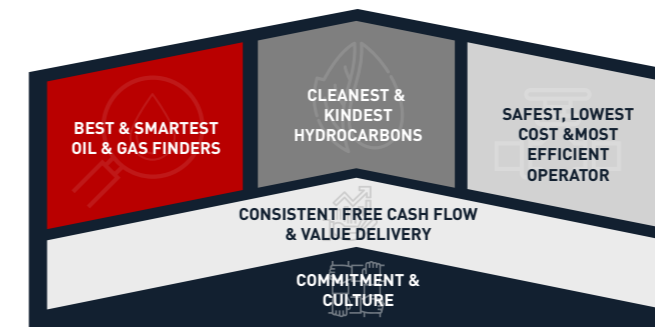 BEST & SMARTEST
OIL & GAS FINDERS
CLEANEST &
KINDEST
HYDROCARBONS
SAFEST, LOWEST
COST &MOST
EFFICIENT
OPERATOR
CONSISTENT FREE CASH FLOW
& VALUE DELIVERY
COMMITMENT &
CULTURE